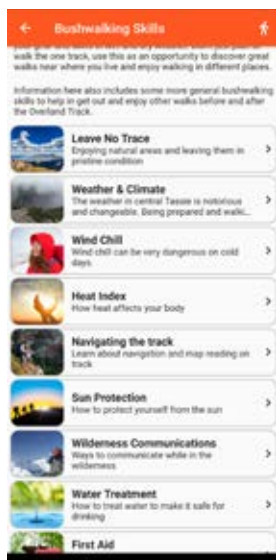 Bushwalking Skills
walk the one track, use this as an opportunity to discover great
walks near where you live and enjoy walking in different places.
Information here also includes some more general bushwalking
skills to help in get out and enjoy other walks before and after
the Overland Track.
Leave No Trace
Enjoying natural areas and leaving them in
pristine condition
Weather & Climate
The weather in central Tassie is notorious
and changeable. Being prepared and walki...
Wind Chill
Wind chill can be very dangerous on cold
days.
Heat Index
How heat affects your body
Navigating the track
Learn about navigation and map reading on
track
Sun Protection
How to protect yourself from the sun
Wilderness Communications
Ways to communicate while in the
wilderness
Water Treatment
How to treat water to make it safe for
drinking
First Aid